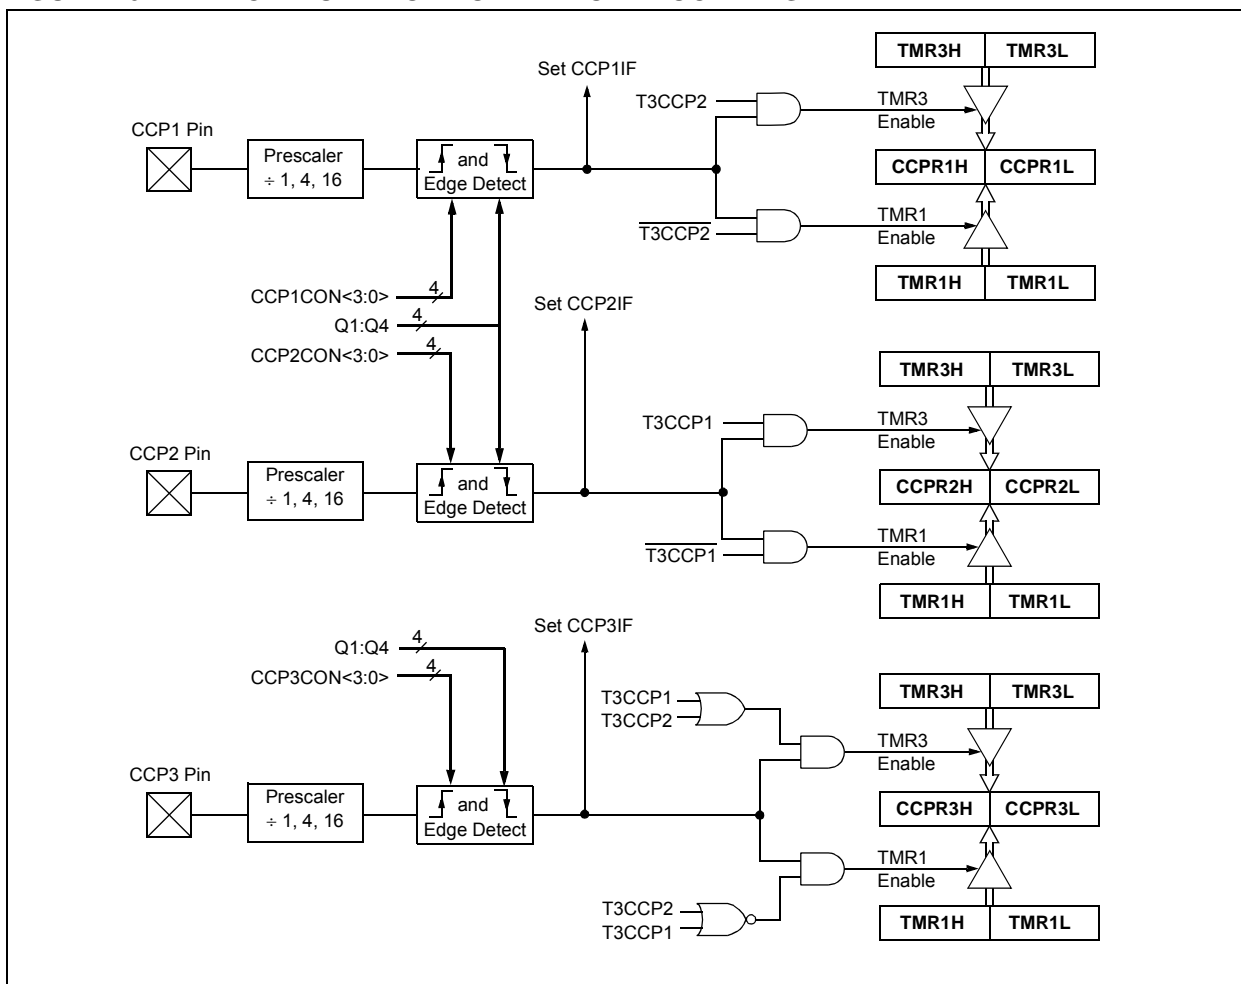 Set CCP1IF
TMR3H TMR3L
T3CCP2
TMR3
Enable
CCP1 Pin
Prescaler
÷ 1, 4, 16
and
Edge Detect
CCPR1H CCPR1L
T3CCP2
TMR1
Enable
TMR1H TMR1L
CCP1CON<3:0> 4
Q1:Q4 4
CCP2CON<3:0> 4
Set CCP2IF
TMR3H TMR3L
T3CCP1
TMR3
Enable
CCP2 Pin
Prescaler
÷ 1, 4, 16
and
Edge Detect
CCPR2H CCPR2L
T3CCP1
TMR1
Enable
TMR1H TMR1L
Set CCP3IF
Q1:Q4 4
CCP3CON<3:0> 4
TMR3H TMR3L
T3CCP1
T3CCP2
TMR3
Enable
CCP3 Pin
Prescaler
÷ 1, 4, 16
and
Edge Detect
CCPR3H CCPR3L
TMR1
Enable
T3CCP2
T3CCP1
TMR1H TMR1L